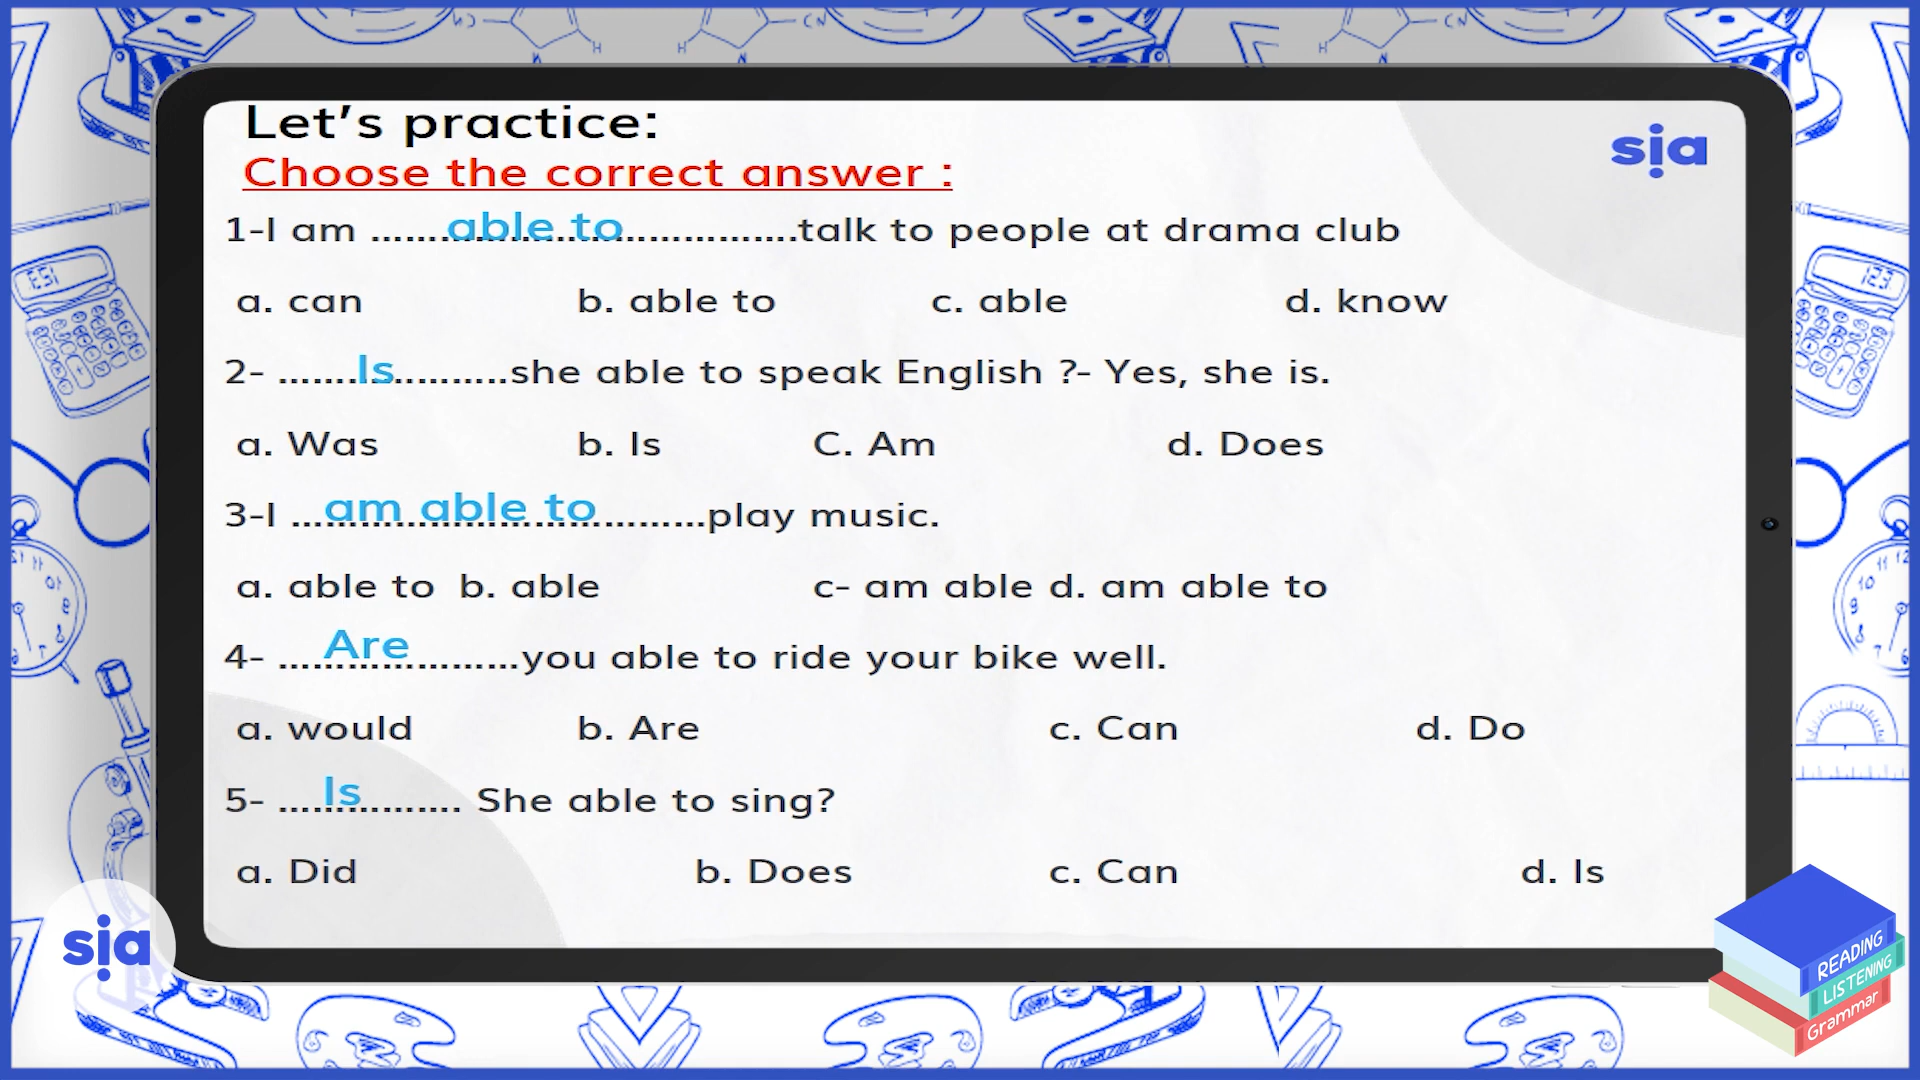 Let's practice:
sia
Choose the correct answer :
1-I am ........able to........talk to people at drama club
a. can b. able to c. able d. know
2- .......Is..........she able to speak English ?- Yes, she is.
a. Was b. Is C. Am d. Does
3-I ...am able to.........play music.
a. able to b. able c- am able d. am able to
4- ....Are..........you able to ride your bike well.
a. would b. Are c. Can d. Do
5- ....Is......... She able to sing?
a. Did b. Does c. Can d. Is
sia
READING
LISTENING
Grammar